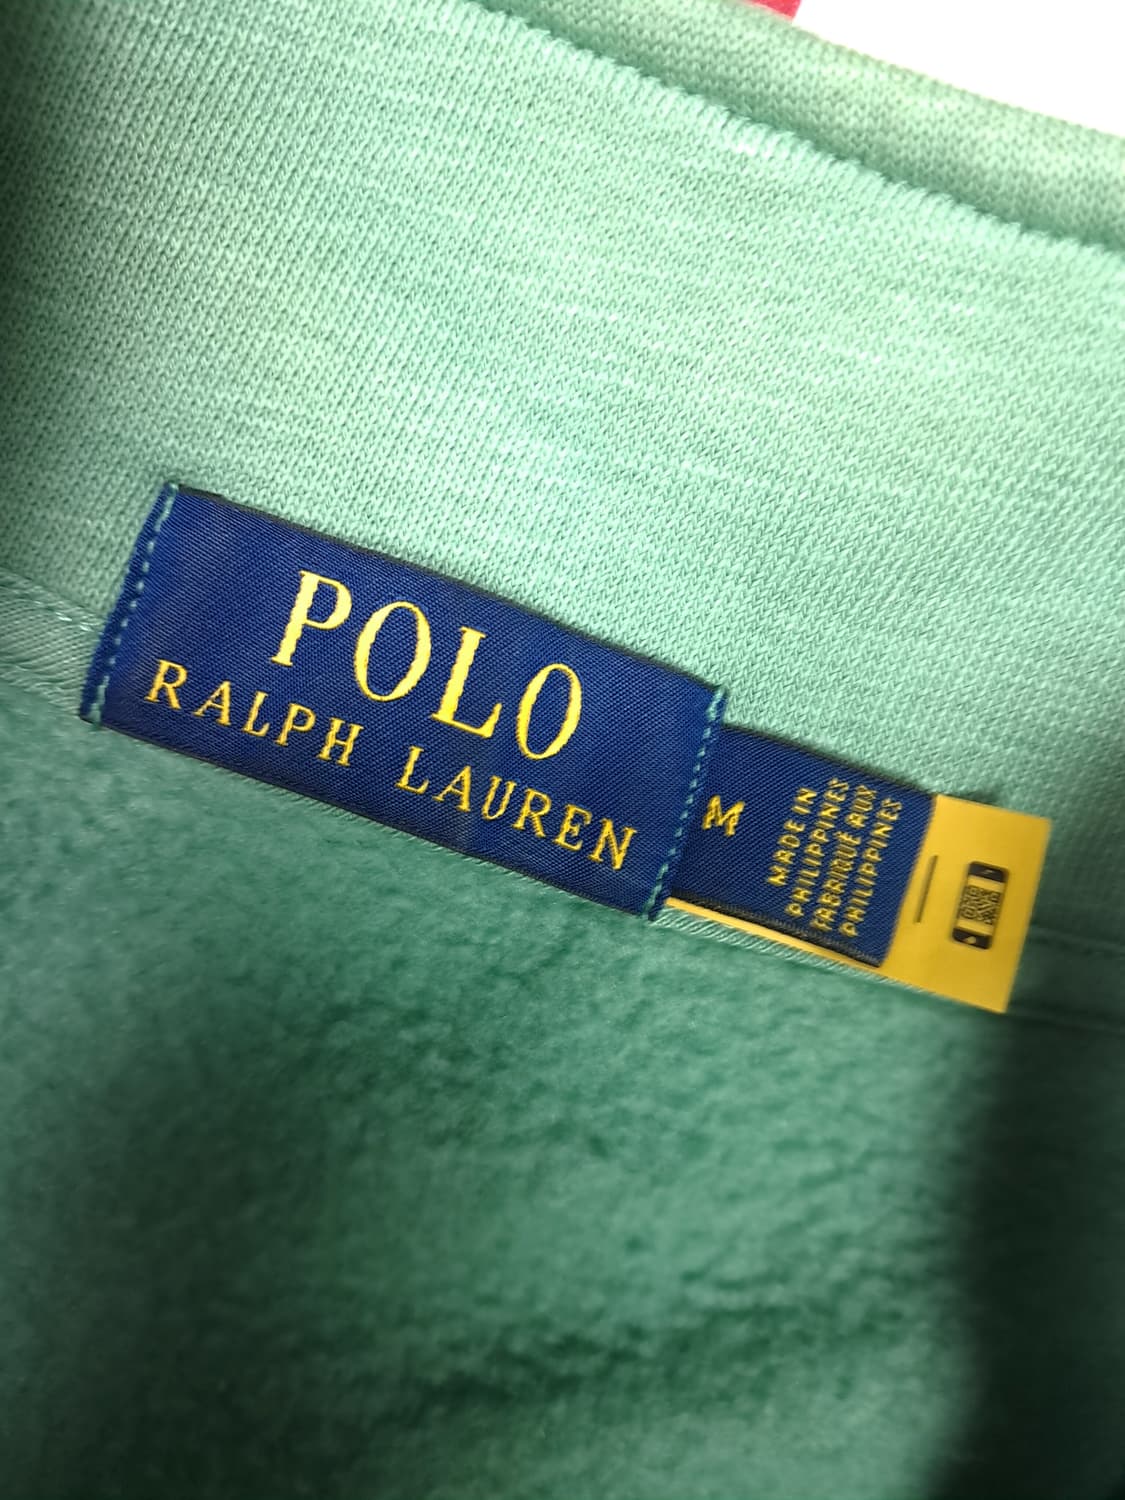 POLO
RALPH LAUREN
M
MADE IN
PHILIPPINES
FABRIQUÉ AUX
PHILIPPINES